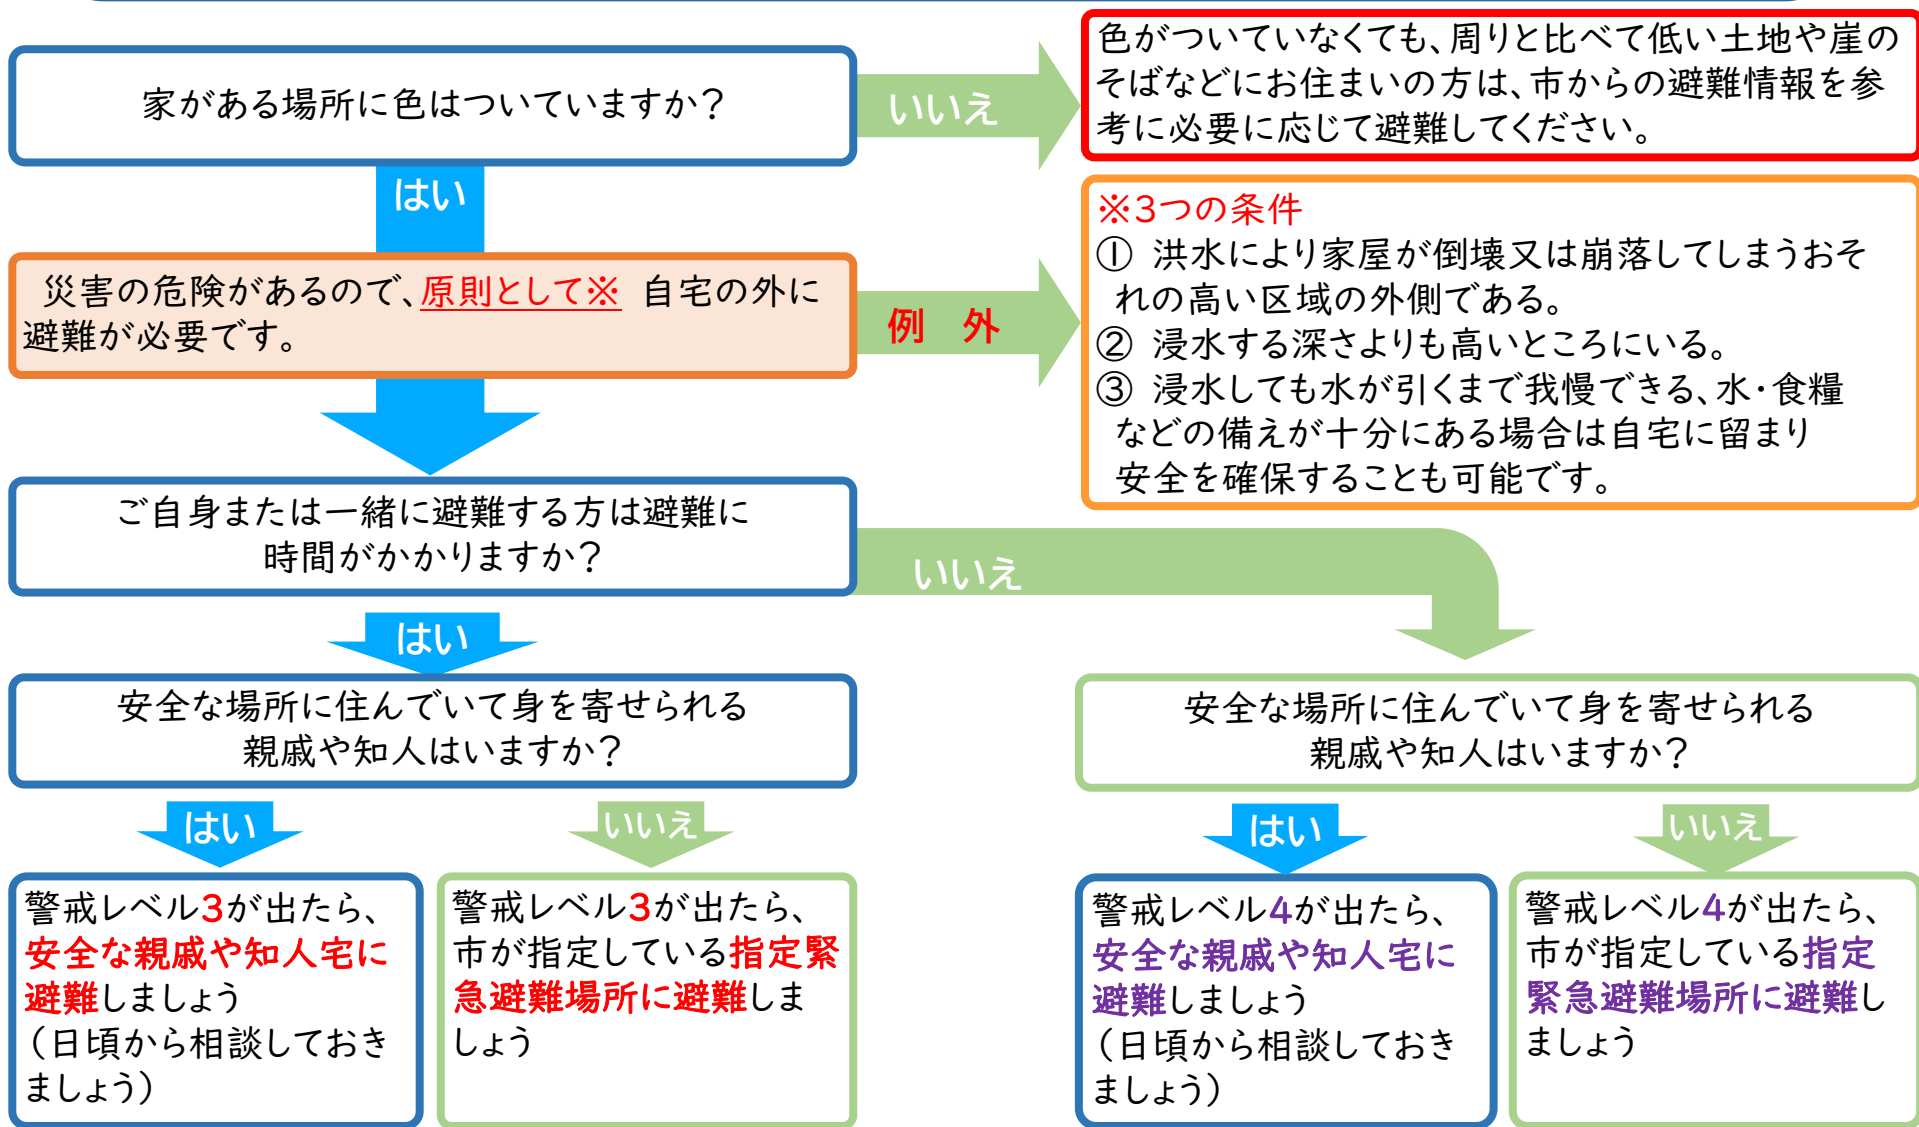 家がある場所に色はついていますか？
いいえ
色がついていなくても、周りと比べて低い土地や崖の
そばなどにお住まいの方は、市からの避難情報を参
考に必要に応じて避難してください。
はい
災害の危険があるので、原則として※ 自宅の外に
避難が必要です。
例 外
※3つの条件
① 洪水により家屋が倒壊又は崩落してしまうおそ
れの高い区域の外側である。
② 浸水する深さよりも高いところにいる。
③ 浸水しても水が引くまで我慢できる、水・食糧
などの備えが十分にある場合は自宅に留まり
安全を確保することも可能です。
ご自身または一緒に避難する方は避難に
時間がかかりますか？
いいえ
はい
安全な場所に住んでいて身を寄せられる
親戚や知人はいますか？
安全な場所に住んでいて身を寄せられる
親戚や知人はいますか？
はい
いいえ
はい
いいえ
警戒レベル3が出たら、
安全な親戚や知人宅に
避難しましょう
（日頃から相談しておき
ましょう）
警戒レベル3が出たら、
市が指定している指定緊
急避難場所に避難しま
しょう
警戒レベル4が出たら、
安全な親戚や知人宅に
避難しましょう
（日頃から相談しておき
ましょう）
警戒レベル4が出たら、
市が指定している指定
緊急避難場所に避難し
ましょう